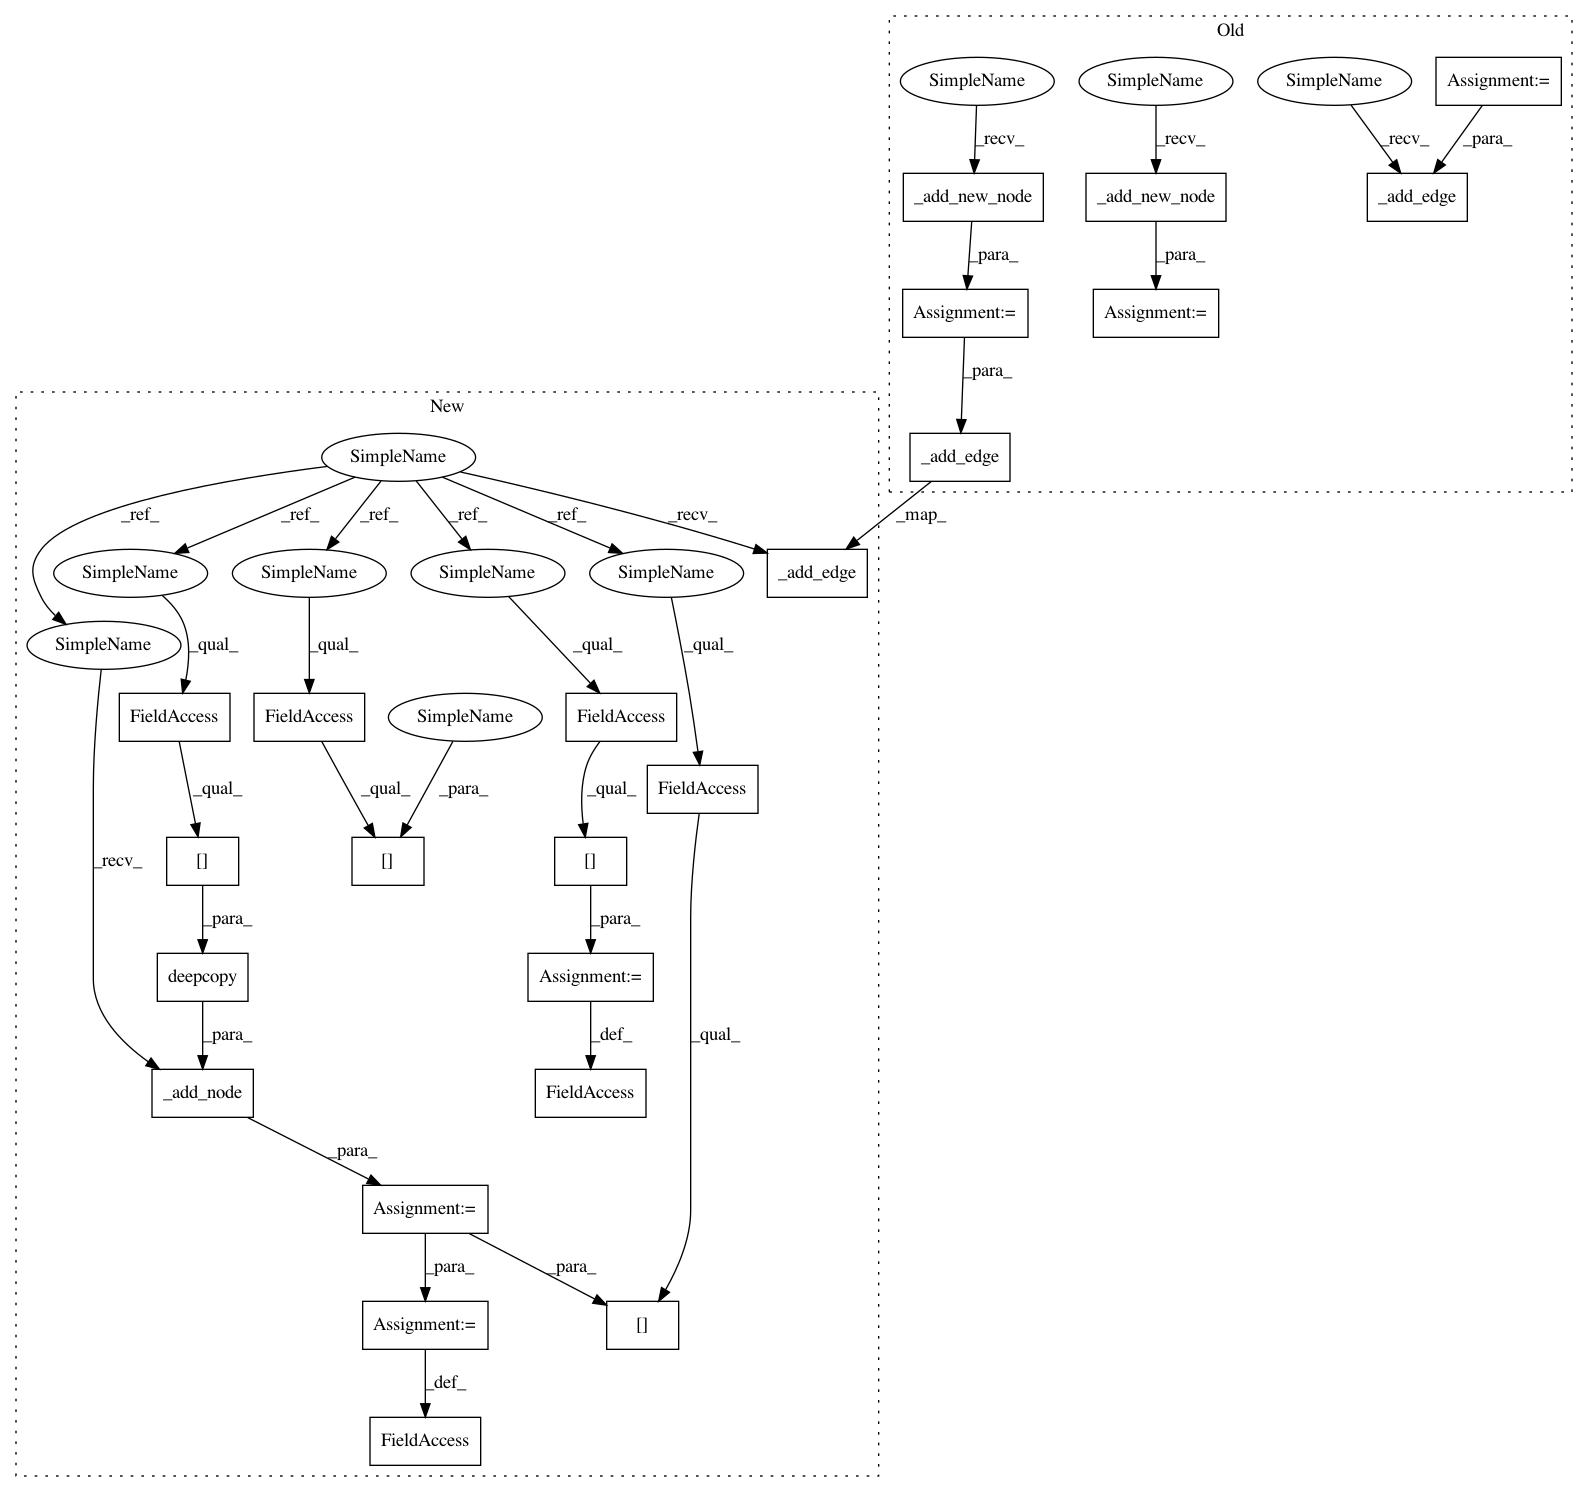 Old
SimpleName
SimpleName
SimpleName
Assignment:=
_recv_
_recv_
_recv_
_para_
_add_new_node
_add_new_node
_add_edge
_para_
_para_
Assignment:=
Assignment:=
_para_
_add_edge
_map_
New
SimpleName
_ref_
_ref_
_ref_
_ref_
_ref_
_recv_
SimpleName
SimpleName
SimpleName
SimpleName
_add_edge
SimpleName
_qual_
_qual_
_qual_
_qual_
FieldAccess
FieldAccess
SimpleName
FieldAccess
FieldAccess
_qual_
_qual_
_para_
_qual_
_recv_
[]
[]
[]
_para_
_para_
deepcopy
Assignment:=
_para_
_def_
_qual_
_add_node
FieldAccess
_para_
Assignment:=
_para_
_para_
Assignment:=
[]
_def_
FieldAccess